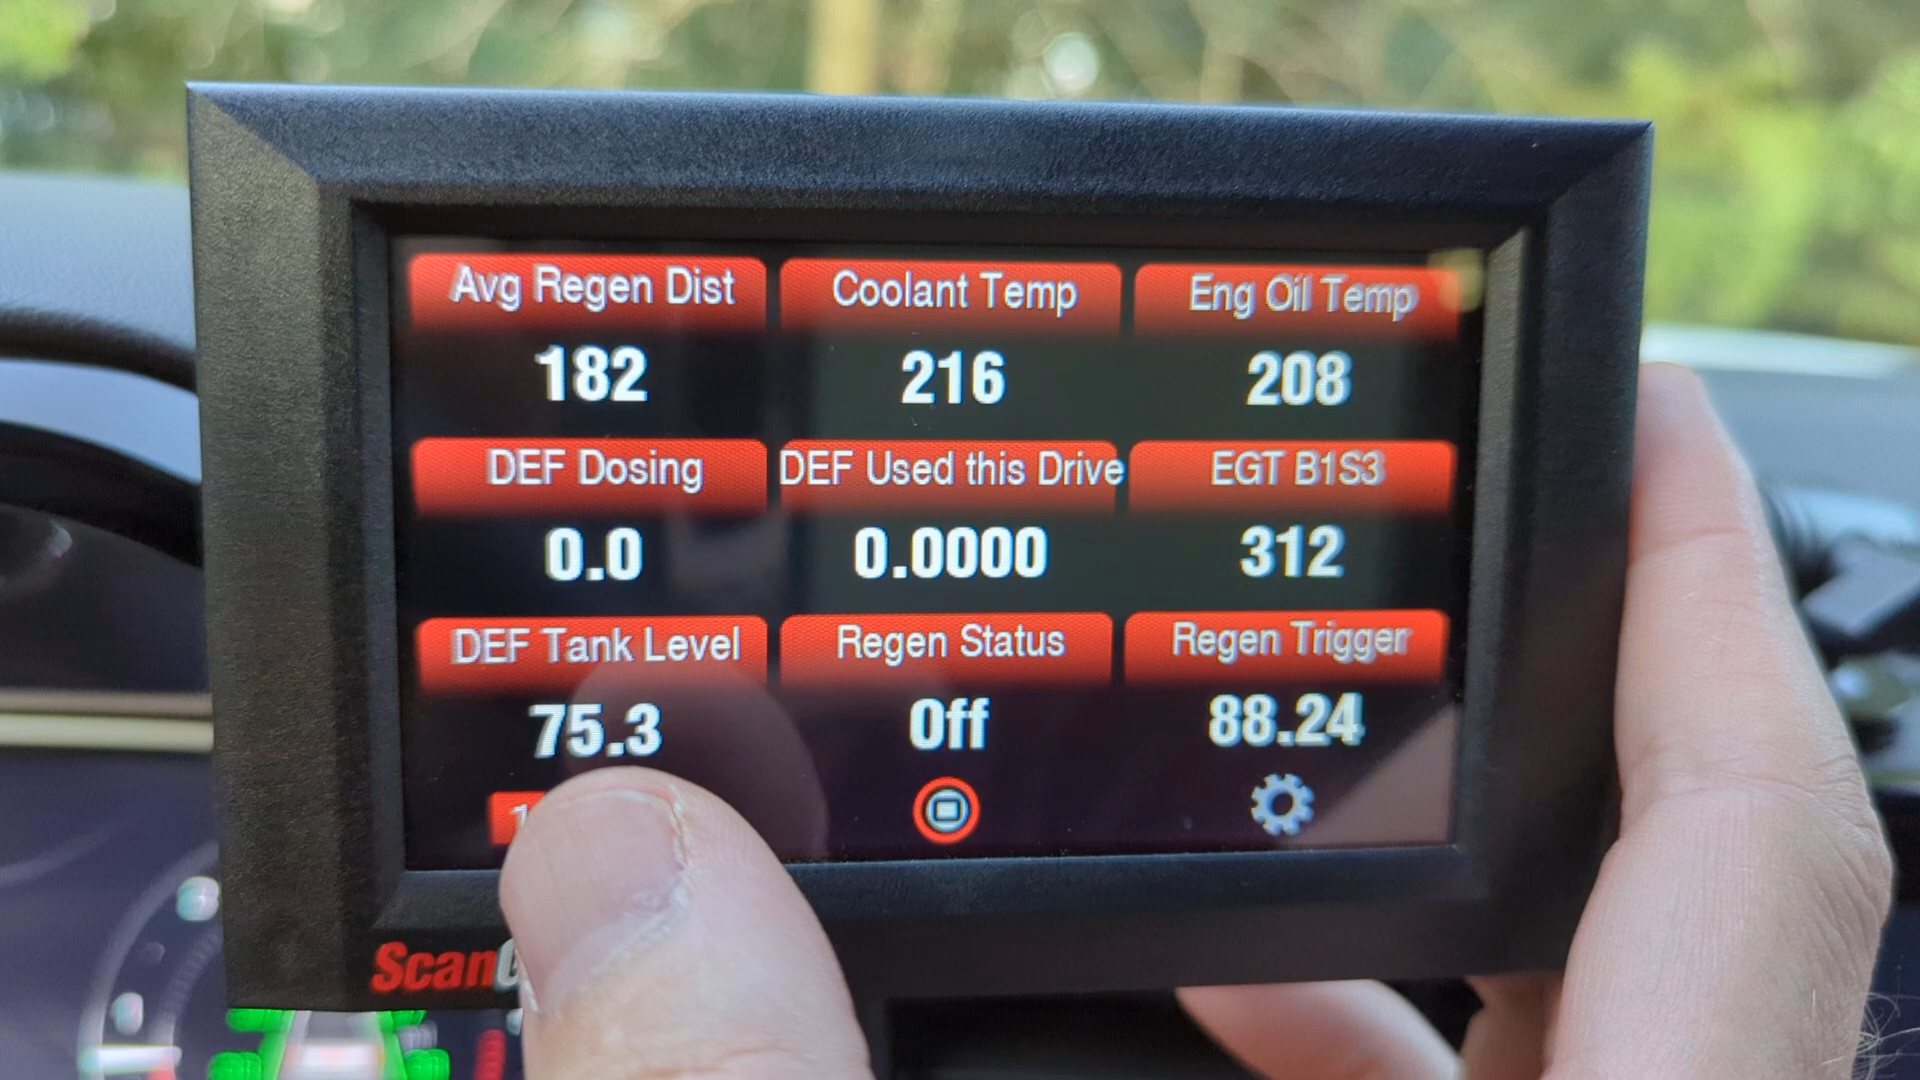 Avg Regen Dist
Coolant Temp
Eng Oil Temp
182
216
208
DEF Dosing
DEF Used this Drive
EGT B1S3
0.0
0.0000
312
DEF Tank Level
Regen Status
Regen Trigger
75.3
Off
88.24
Scan